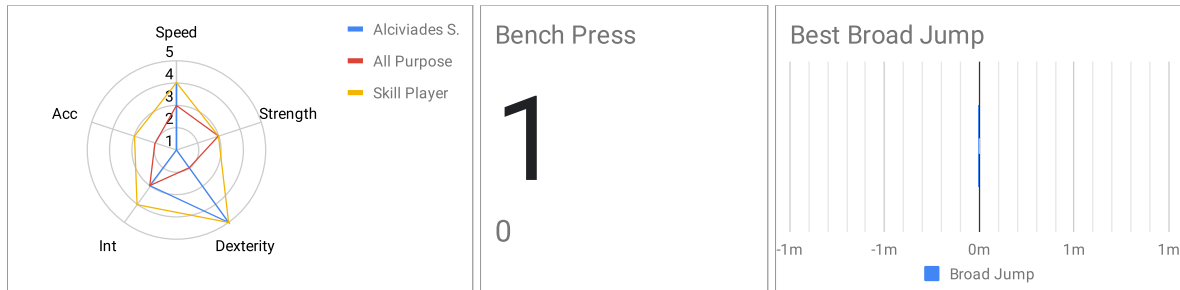 Speed
5
4
3
2
1
Acc
Strength
Int
Dexterity
Alciviades S.
All Purpose
Skill Player
Bench Press
1
0
Best Broad Jump
-1m -1m 0m 1m 1m
Broad Jump